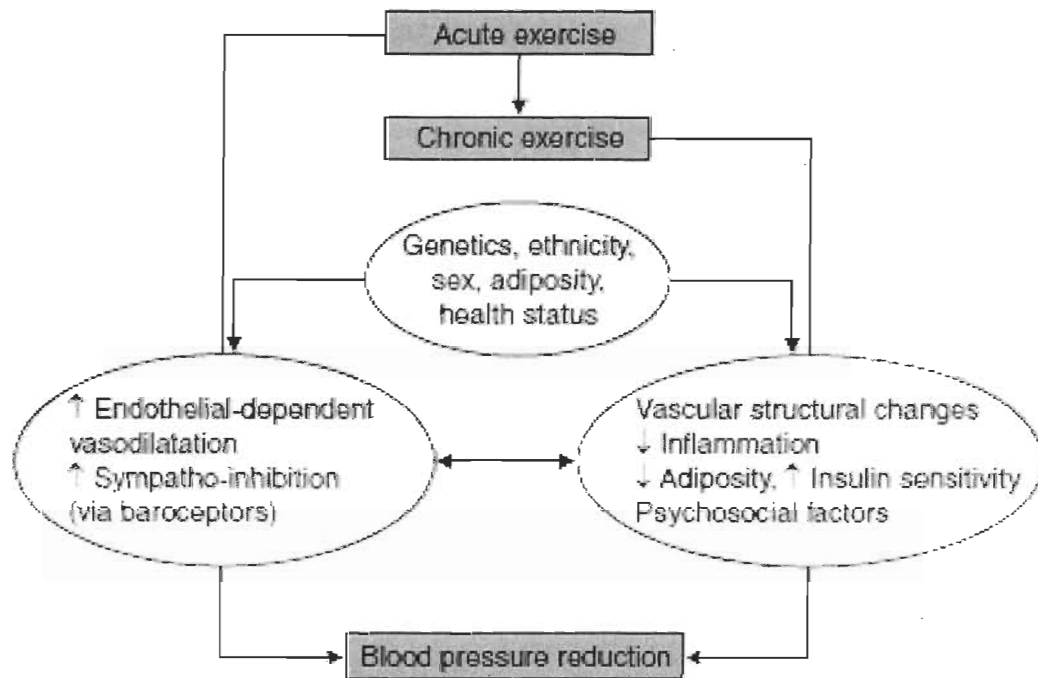 Acute exercise
Chronic exercise
Genetics, ethnicity,
sex, adiposity,
health status
↑ Endothelial-dependent
vasodilatation
↑ Sympatho-inhibition
(via baroceptors)
Vascular structural changes
↓ Inflammation
↓ Adiposity, ↑ Insulin sensitivity
Psychosocial factors
Blood pressure reduction